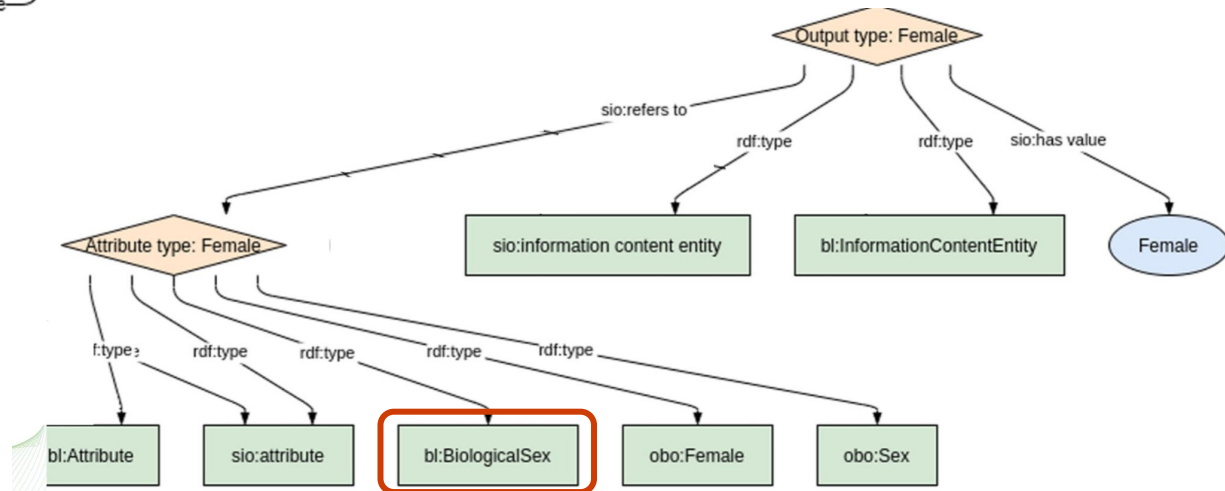 Output type: Female
sio:refers to
rdf:type
rdf:type
sio:has value
Attribute type: Female
sio:information content entity
bl:InformationContentEntity
Female
rdf:type
rdf:type
rdf:type
rdf:type
bl:Attribute
sio:attribute
bl:BiologicalSex
obo:Female
obo:Sex